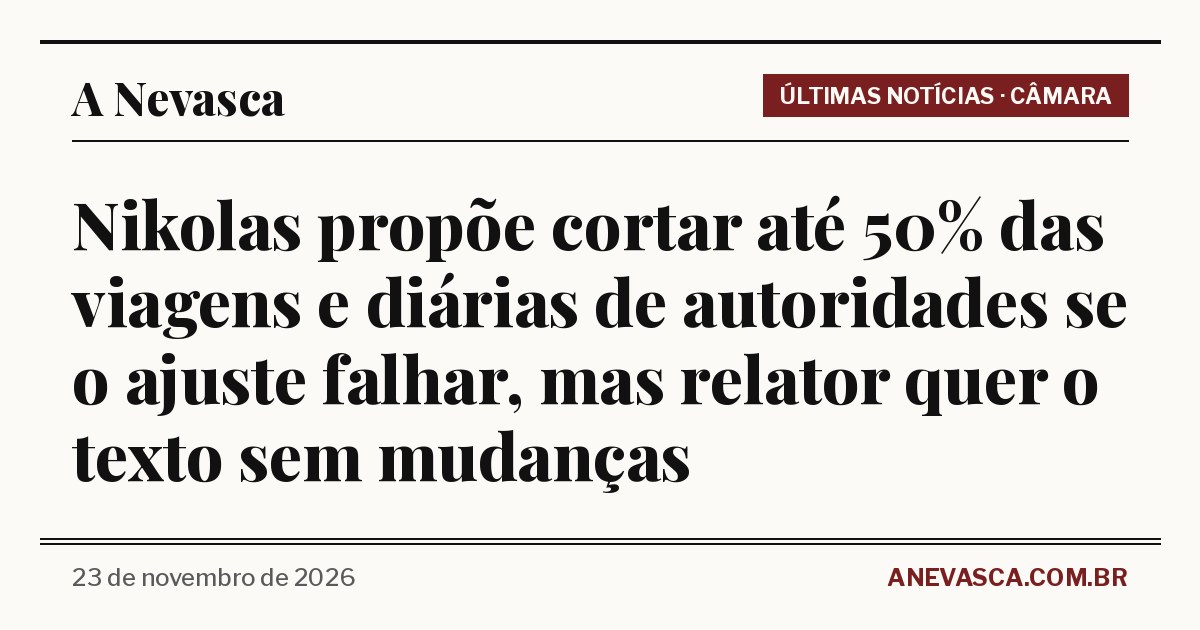 A Nevasca
ÚLTIMAS NOTÍCIAS · CÂMARA
Nikolas propõe cortar até 50% das
viagens e diárias de autoridades se
o ajuste falhar, mas relator quer o
texto sem mudanças
23 de novembro de 2026
ANEVASCA.COM.BR